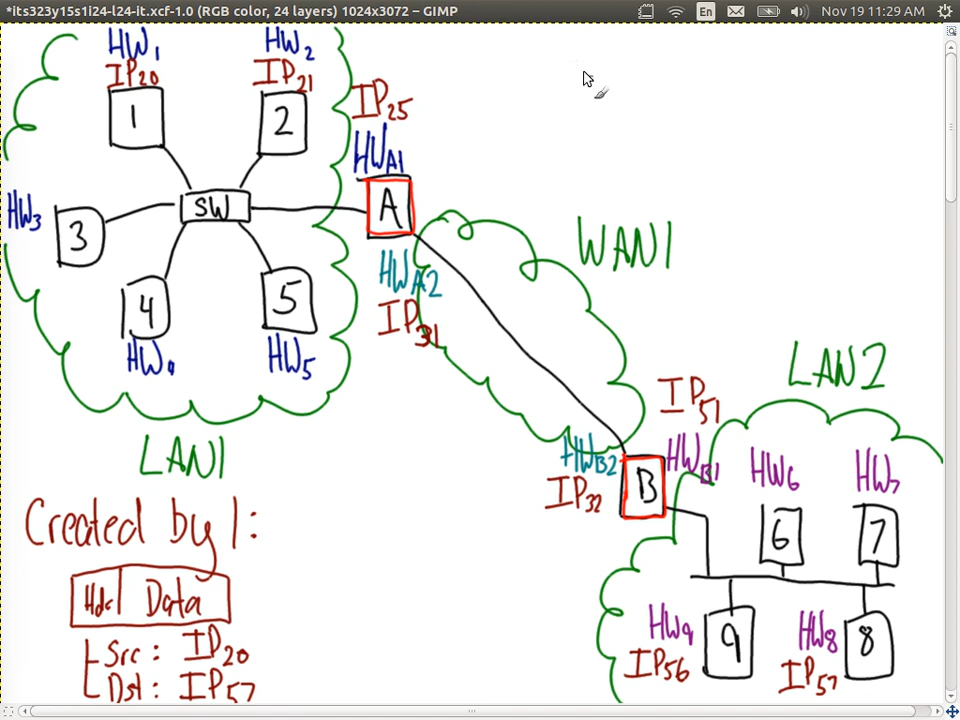 *its323y15s1i24-l24-it.xcf-1.0 (RGB color, 24 layers) 1024x3072 – GIMP
En
Nov 19 11:29 AM
HW1
IP20
1
HW2
IP21
2
IP25
HWA1
A
HW3
3
SW
4
5
HW5
HWA2
IP31
WAN1
LAN1
LAN2
IP51
HWB2
IP32
B
HWB1
HW6
6
HW7
7
HW9
IP56
9
HW8
IP57
8
Created by 1:
Hdr Data
Src: IP20
Dst: IP57